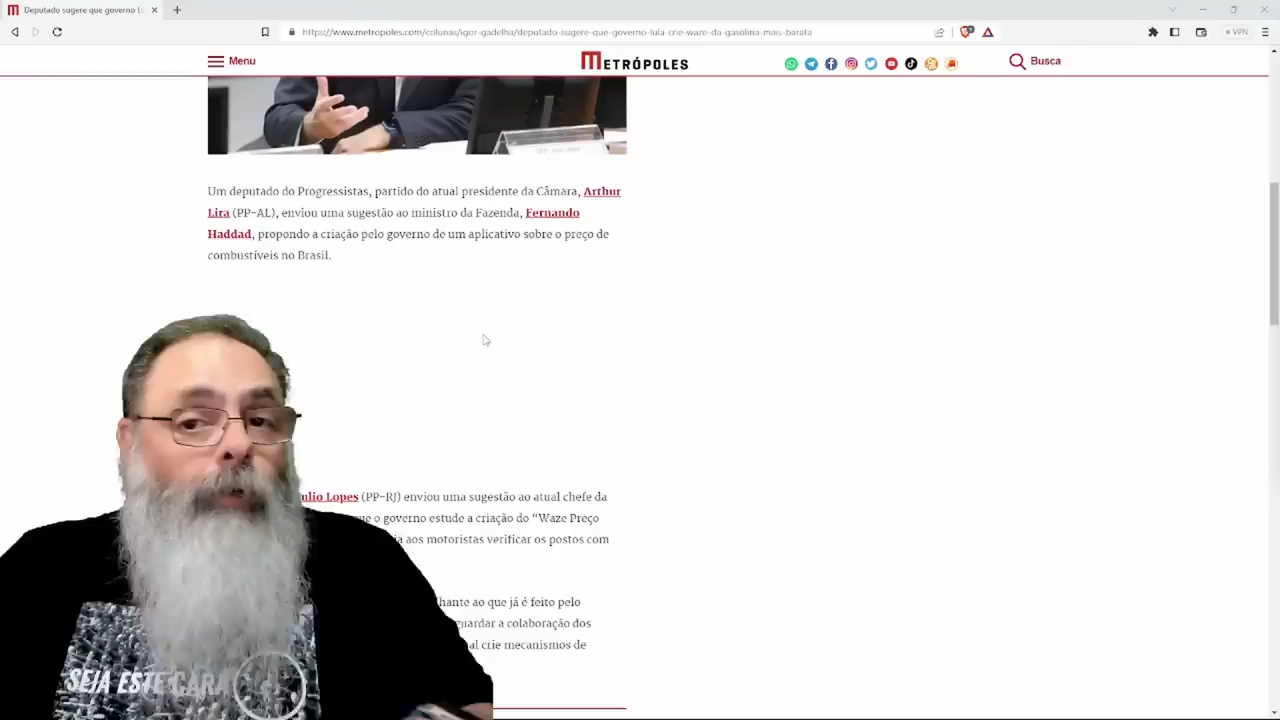 Deputado sugere que governo L
https://www.metropoles.com/colunas/igor-gadelha/deputado-sugere-que-governo-lula-crie-waze-da-gasolina-mais-barata
VPN
Menu
METRÓPOLES
Busca
Um deputado do Progressistas, partido do atual presidente da Câmara, Arthur
Lira (PP-AL), enviou uma sugestão ao ministro da Fazenda, Fernando
Haddad, propondo a criação pelo governo de um aplicativo sobre o preço de
combustíveis no Brasil.
ulio Lopes (PP-RJ) enviou uma sugestão ao atual chefe da
ue o governo estude a criação do “Waze Preço
ia aos motoristas verificar os postos com
lhante ao que já é feito pelo
guardar a colaboração dos
al crie mecanismos de
SEJA ESTE CARA